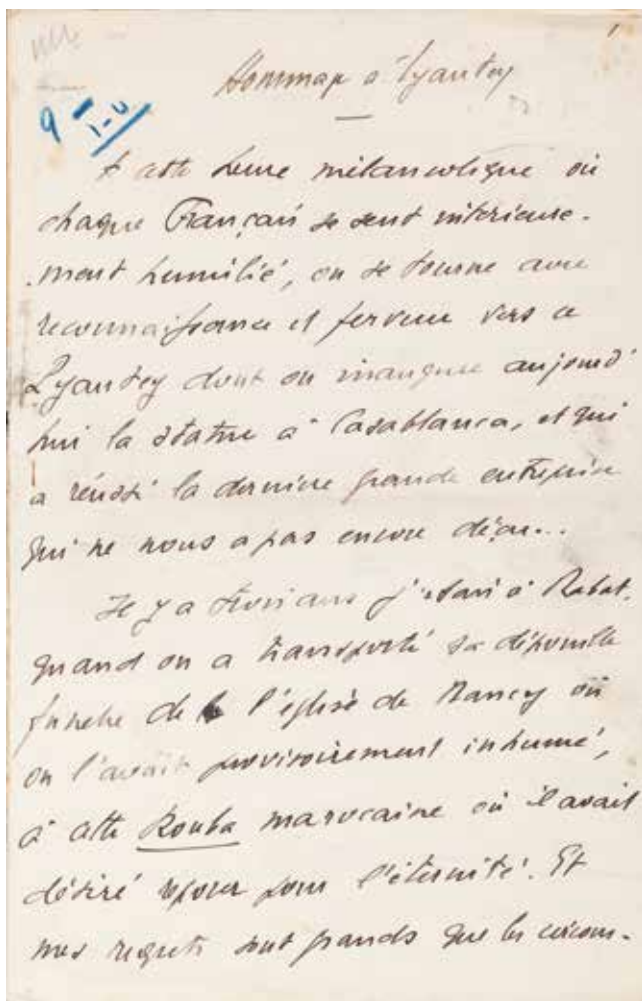 1
9
Hommage à Lyautey
A cette heure mélancolique où
chaque Français se sent intérieure-
-ment humilié, on se tourne avec
reconnaissance et ferveur vers ce
Lyautey dont on inaugure aujourd'
hui la statue à Casablanca, et qui
a réussi la dernière grande entreprise
qui ne nous a pas encore déçu...
Il y a trois ans j'étais à Rabat,
quand on a transporté sa dépouille
funèbre de l'église de Nancy où
on l'avait provisoirement inhumé,
à cette Kouba marocaine où il avait
désiré reposer pour l'éternité. Et
mes regrets sont grands que les circons-